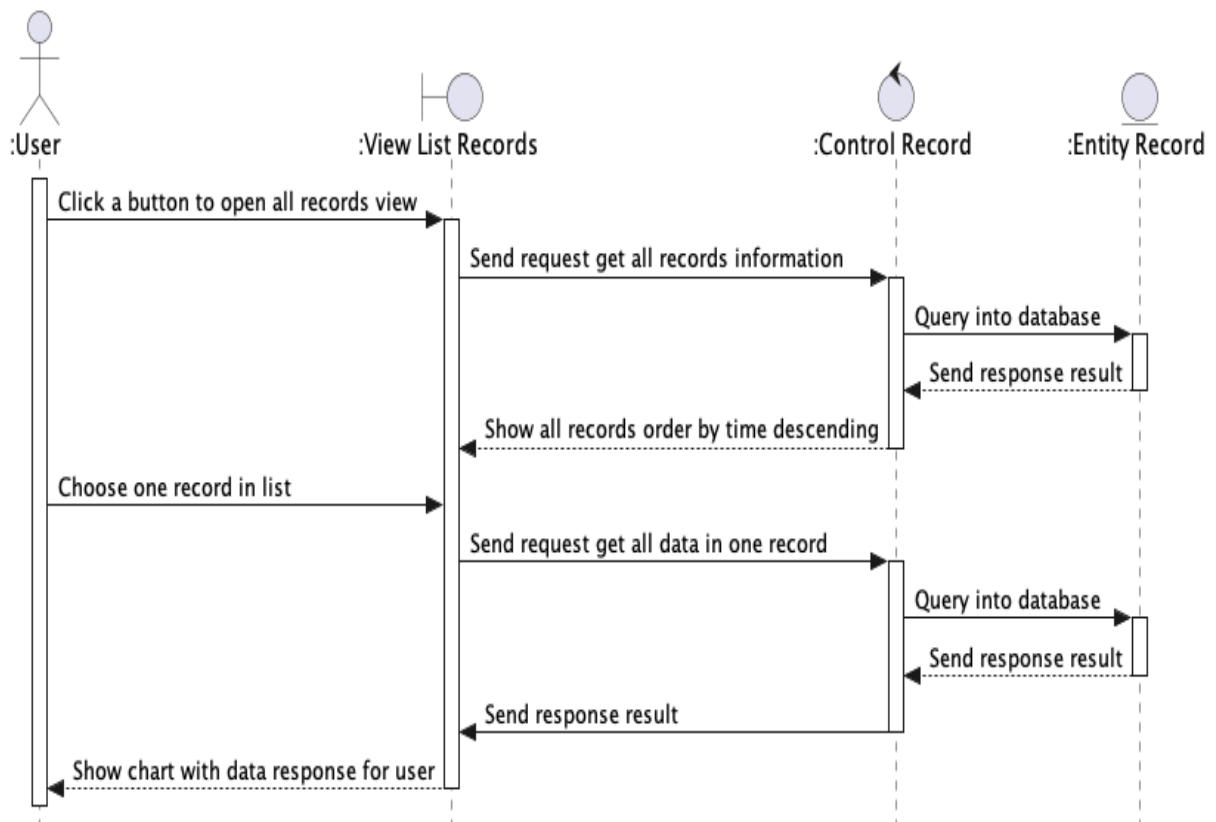 :User
:View List Records
:Control Record
:Entity Record
Click a button to open all records view
Send request get all records information
Query into database
Send response result
Show all records order by time descending
Choose one record in list
Send request get all data in one record
Query into database
Send response result
Send response result
Show chart with data response for user